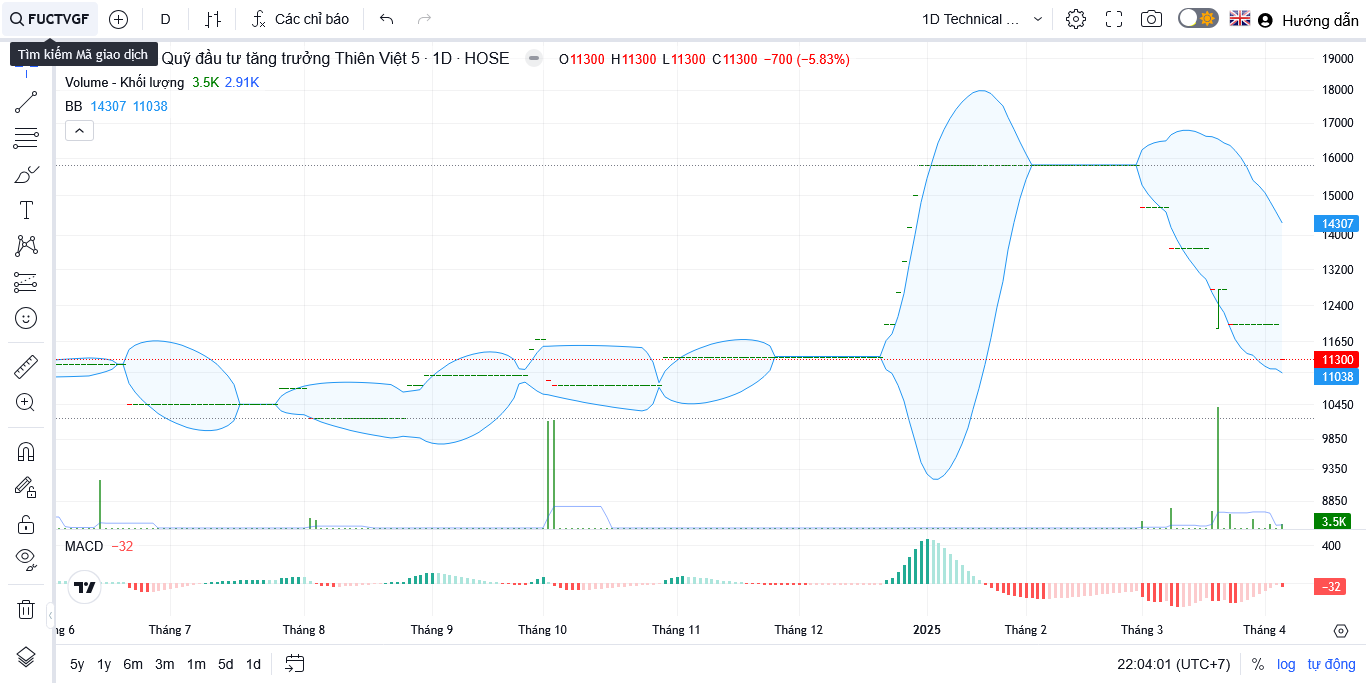 FUCTVGF D Các chỉ báo 1D Technical ... Hướng dẫn
Tìm kiếm Mã giao dịch Quỹ đầu tư tăng trưởng Thiên Việt 5 · 1D · HOSE O11300 H11300 L11300 C11300 −700 (−5.83%)
Volume - Khối lượng 3.5K 2.91K
BB 14307 11038
19000
18000
17000
16000
15000
14307
14000
13200
12400
11650
11300
11038
10450
9850
9350
8850
3.5K
MACD −32
400
−32
ng 6 Tháng 7 Tháng 8 Tháng 9 Tháng 10 Tháng 11 Tháng 12 2025 Tháng 2 Tháng 3 Tháng 4
5y 1y 6m 3m 1m 5d 1d 22:04:01 (UTC+7) % log tự động